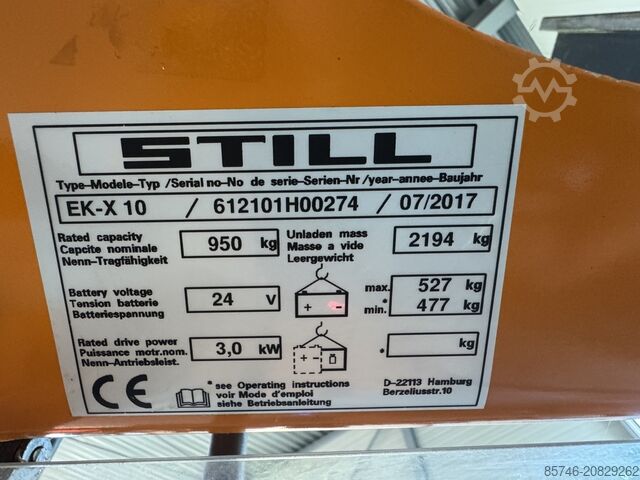 STILL
Type-Modele-Typ /Serial no-No de serie-Serien-Nr /year-annee-Baujahr
EK-X 10 / 612101H00274 / 07/2017
Rated capacity
Capcite nominale
Nenn-Tragfähigkeit
950 kg
Unladen mass
Masse a vide
Leergewicht
2194 kg
Battery voltage
Tension batterie
Batteriespannung
24 V
+ -
max. 527 kg
min.* 477 kg
Rated drive power
Puissance motr.nom.
Nenn-Antriebsleist.
3,0 kW
+ -
* kg
CE
*see Operating instructions
voir Mode d'emploi
siehe Betriebsanleitung
D-22113 Hamburg
Berzeliusstr.10
85746-20829262